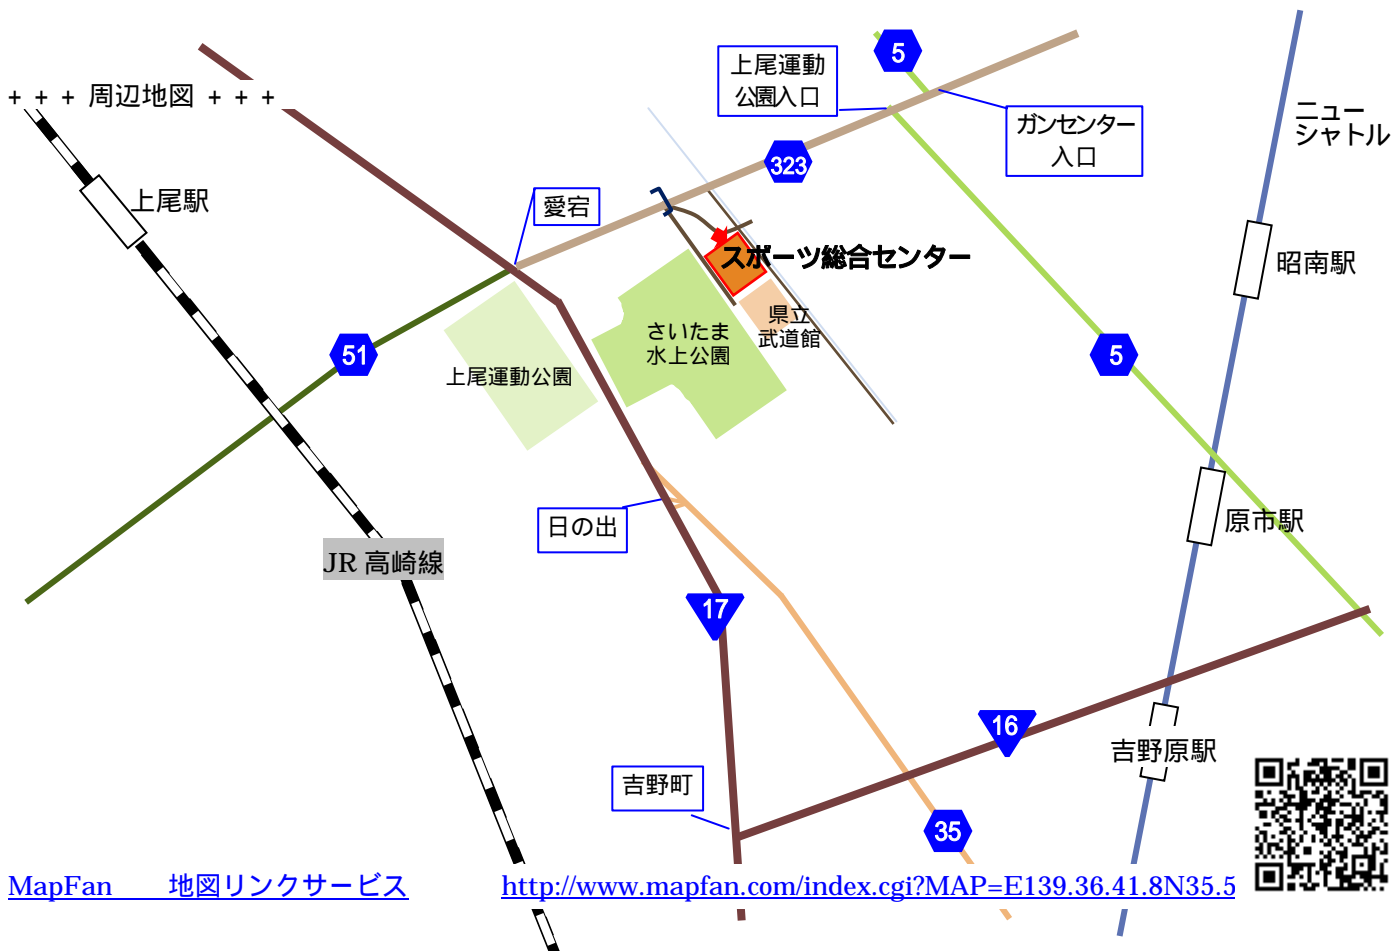 + + + 周辺地図 + + +
5
上尾運動
公園入口
ガンセンター
入口
ニュー
シャトル
323
上尾駅
愛宕
スポーツ総合センター
昭南駅
県立
武道館
さいたま
水上公園
51
5
上尾運動公園
日の出
原市駅
JR 高崎線
17
16
吉野原駅
吉野町
35
MapFan 地図リンクサービス
http://www.mapfan.com/index.cgi?MAP=E139.36.41.8N35.5